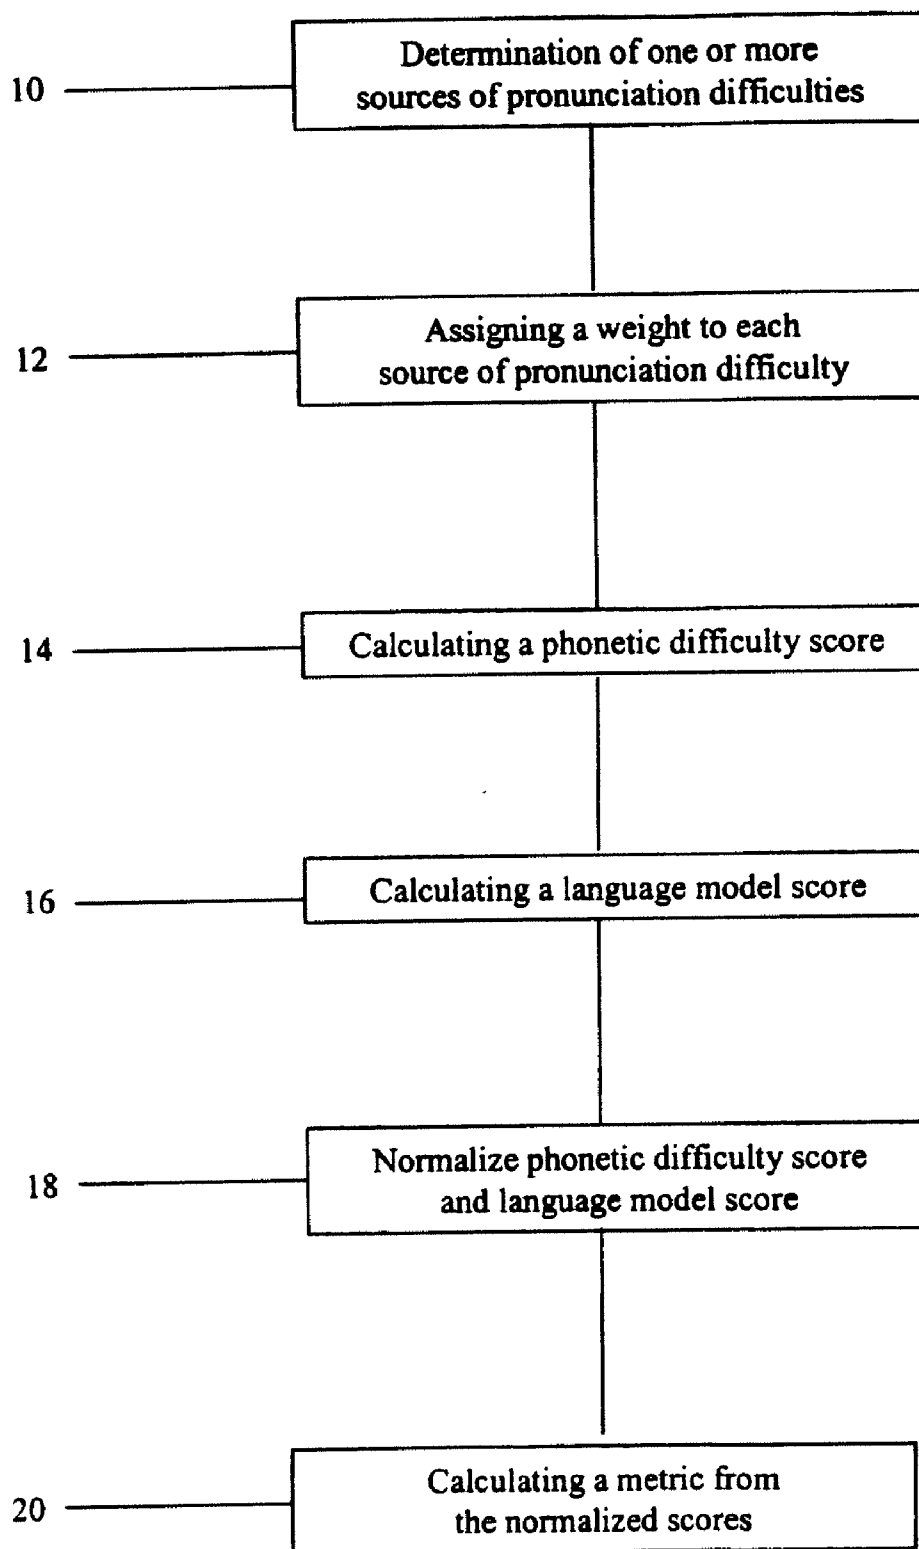 Determination of one or more
10
sources of pronunciation difficulties
Assigning a weight to each
12
source of pronunciation difficulty
14
Calculating a phonetic difficulty score
16
Calculating a language model score
Normalize phonetic difficulty score
18
and language model score
Calculating a metric from
20
the normalized scores